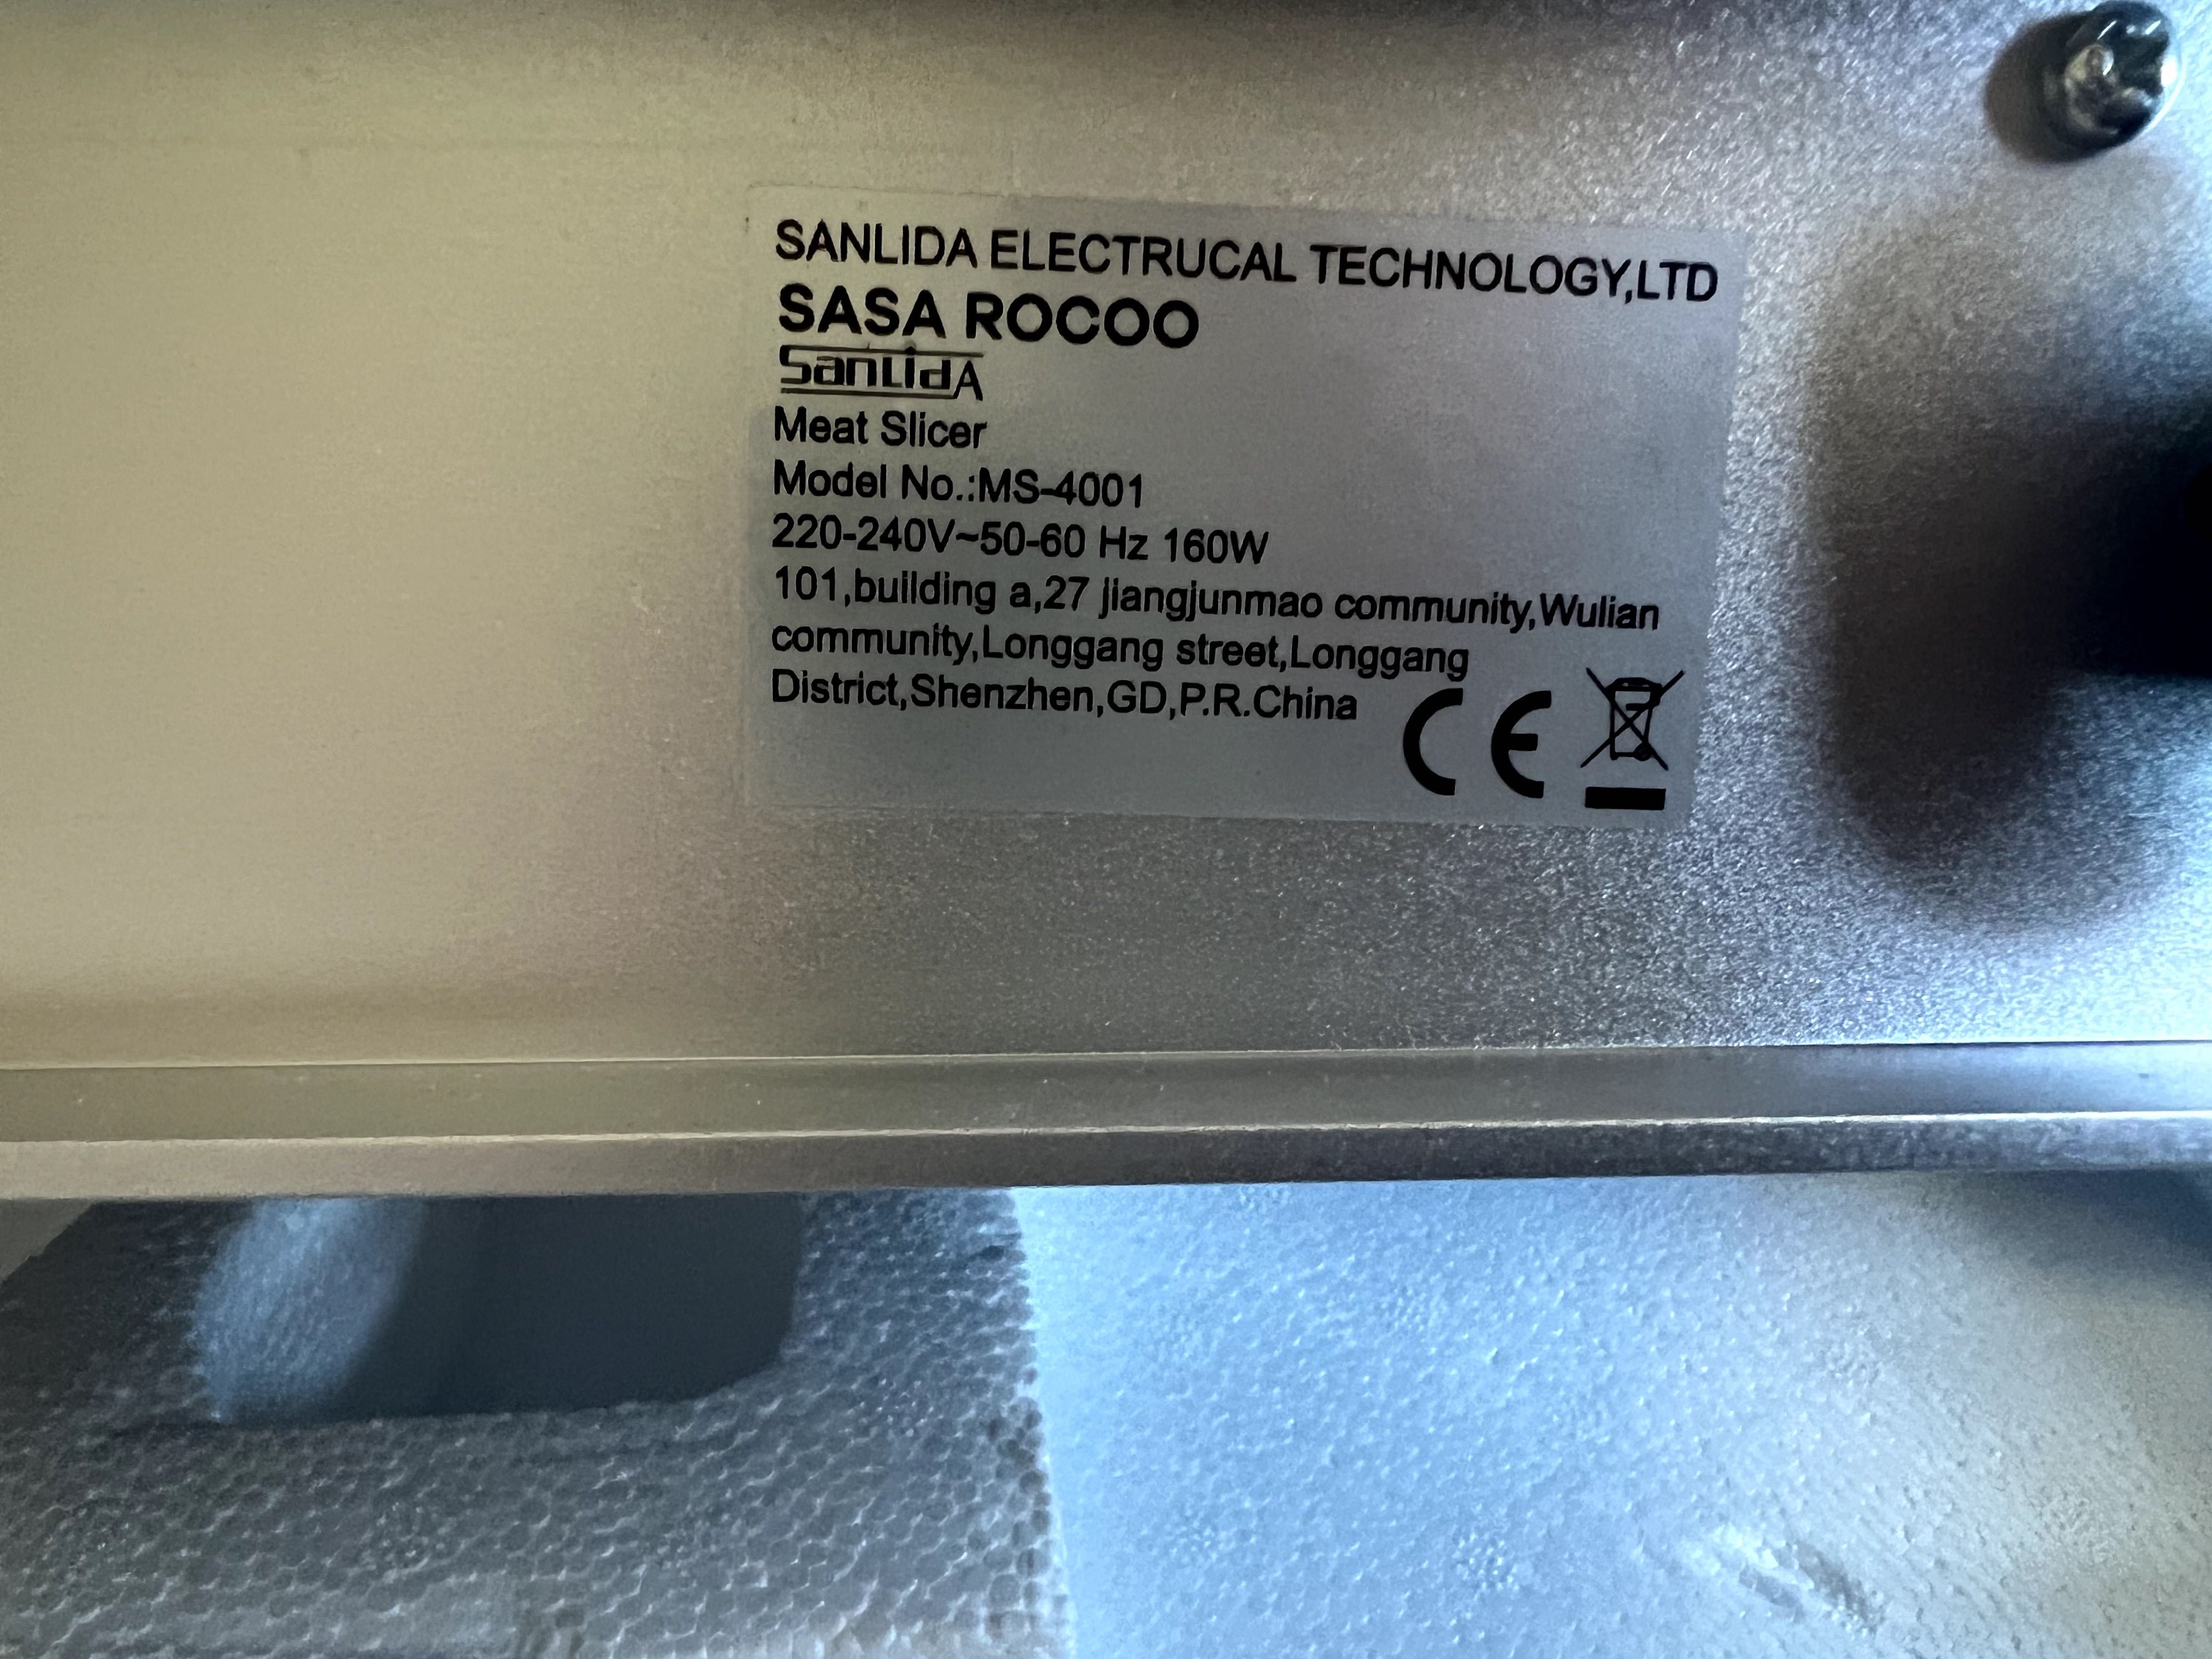 SANLIDA ELECTRUCAL TECHNOLOGY,LTD
SASA ROCOO
SanLidA
Meat Slicer
Model No.:MS-4001
220-240V~50-60 Hz 160W
101,building a,27 jiangjunmao community,Wulian
community,Longgang street,Longgang
District,Shenzhen,GD,P.R.China
CE